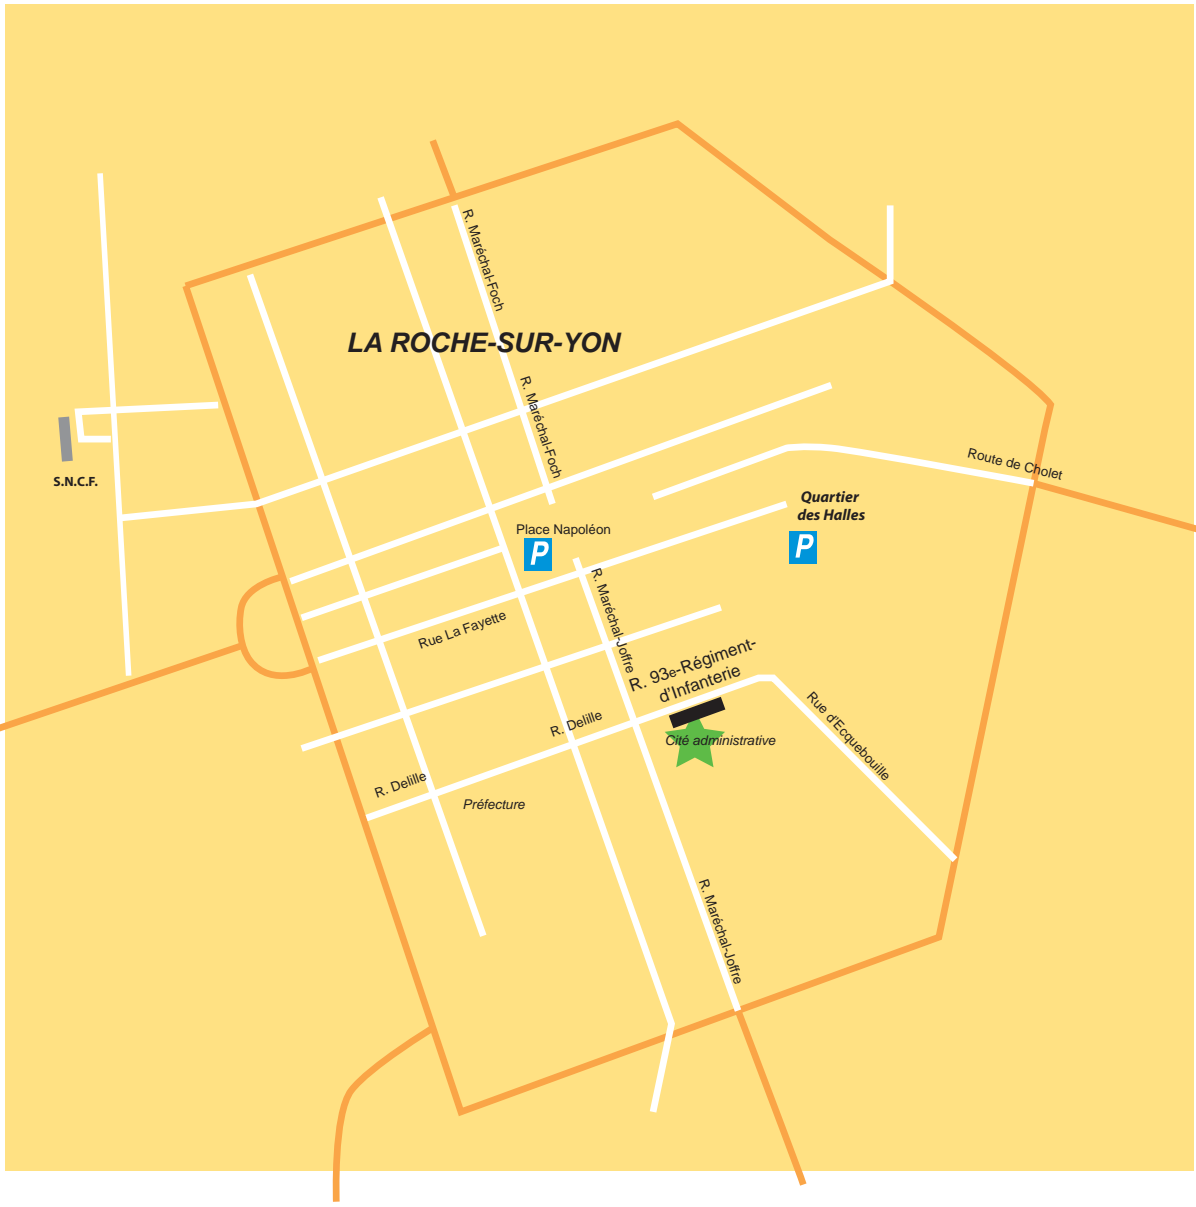 R. Maréchal-Foch
LA ROCHE-SUR-YON
R. Maréchal-Foch
Route de Cholet
S.N.C.F.
Quartier
des Halles
Place Napoléon
P
P
R. Maréchal-Joffre
Rue La Fayette
R. 93e-Régiment-
d'Infanterie
R. Delille
Rue d'Ecquebouille
Cité administrative
R. Delille
Préfecture
R. Maréchal-Joffre